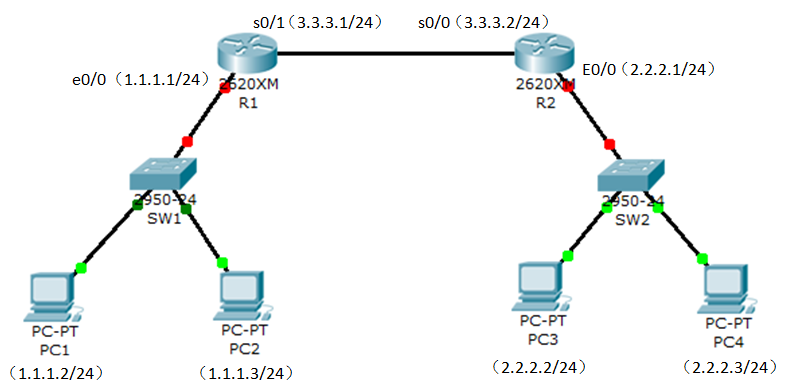 s0/1（3.3.3.1/24）
s0/0（3.3.3.2/24）
e0/0（1.1.1.1/24）
E0/0（2.2.2.1/24）
2620XM
R1
2620XM
R2
2950-24
SW1
2950-24
SW2
PC-PT
PC1
PC-PT
PC2
PC-PT
PC3
PC-PT
PC4
（1.1.1.2/24）
（1.1.1.3/24）
（2.2.2.2/24）
（2.2.2.3/24）